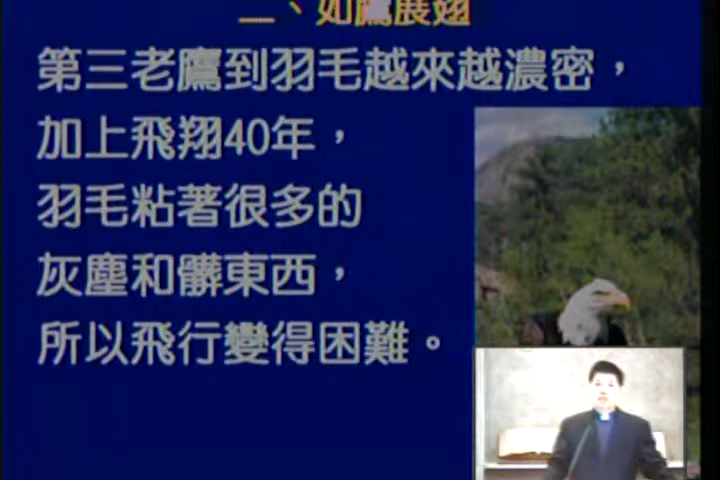 二、如鷹展翅
第三老鷹到羽毛越來越濃密，
加上飛翔40年，
羽毛粘著很多的
灰塵和髒東西，
所以飛行變得困難。